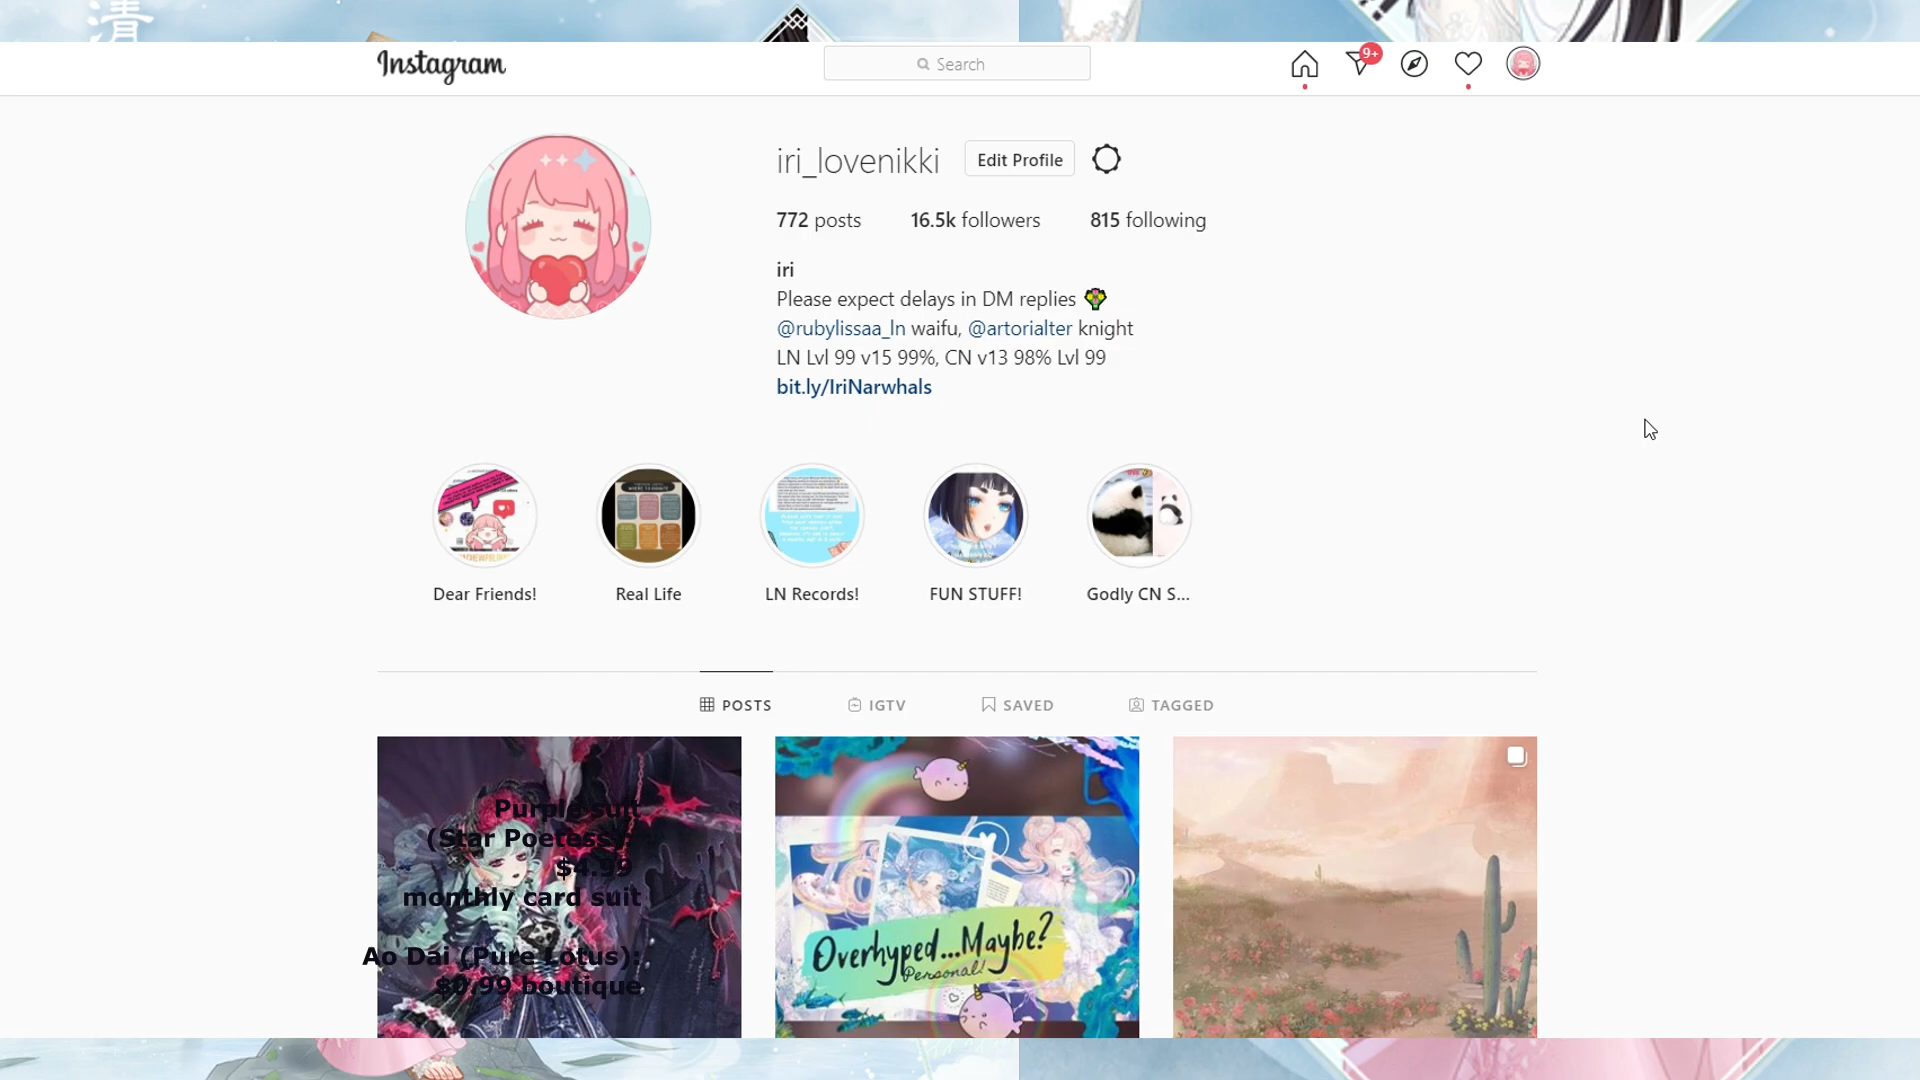 清
Instagram
Search
9+
iri_lovenikki
Edit Profile
772 posts
16.5k followers
815 following
iri
Please expect delays in DM replies
@rubylissaa_ln waifu, @artorialter knight
LN Lvl 99 v15 99%, CN v13 98% Lvl 99
bit.ly/IriNarwhals
Dear Friends!
Real Life
LN Records!
FUN STUFF!
Godly CN S...
POSTS
IGTV
SAVED
TAGGED
Purple suit
(Star Poetess):
$4.99
monthly card suit
Ao Dai (Pure Lotus):
$0.99 boutique
Overhyped...Maybe?
Personal!